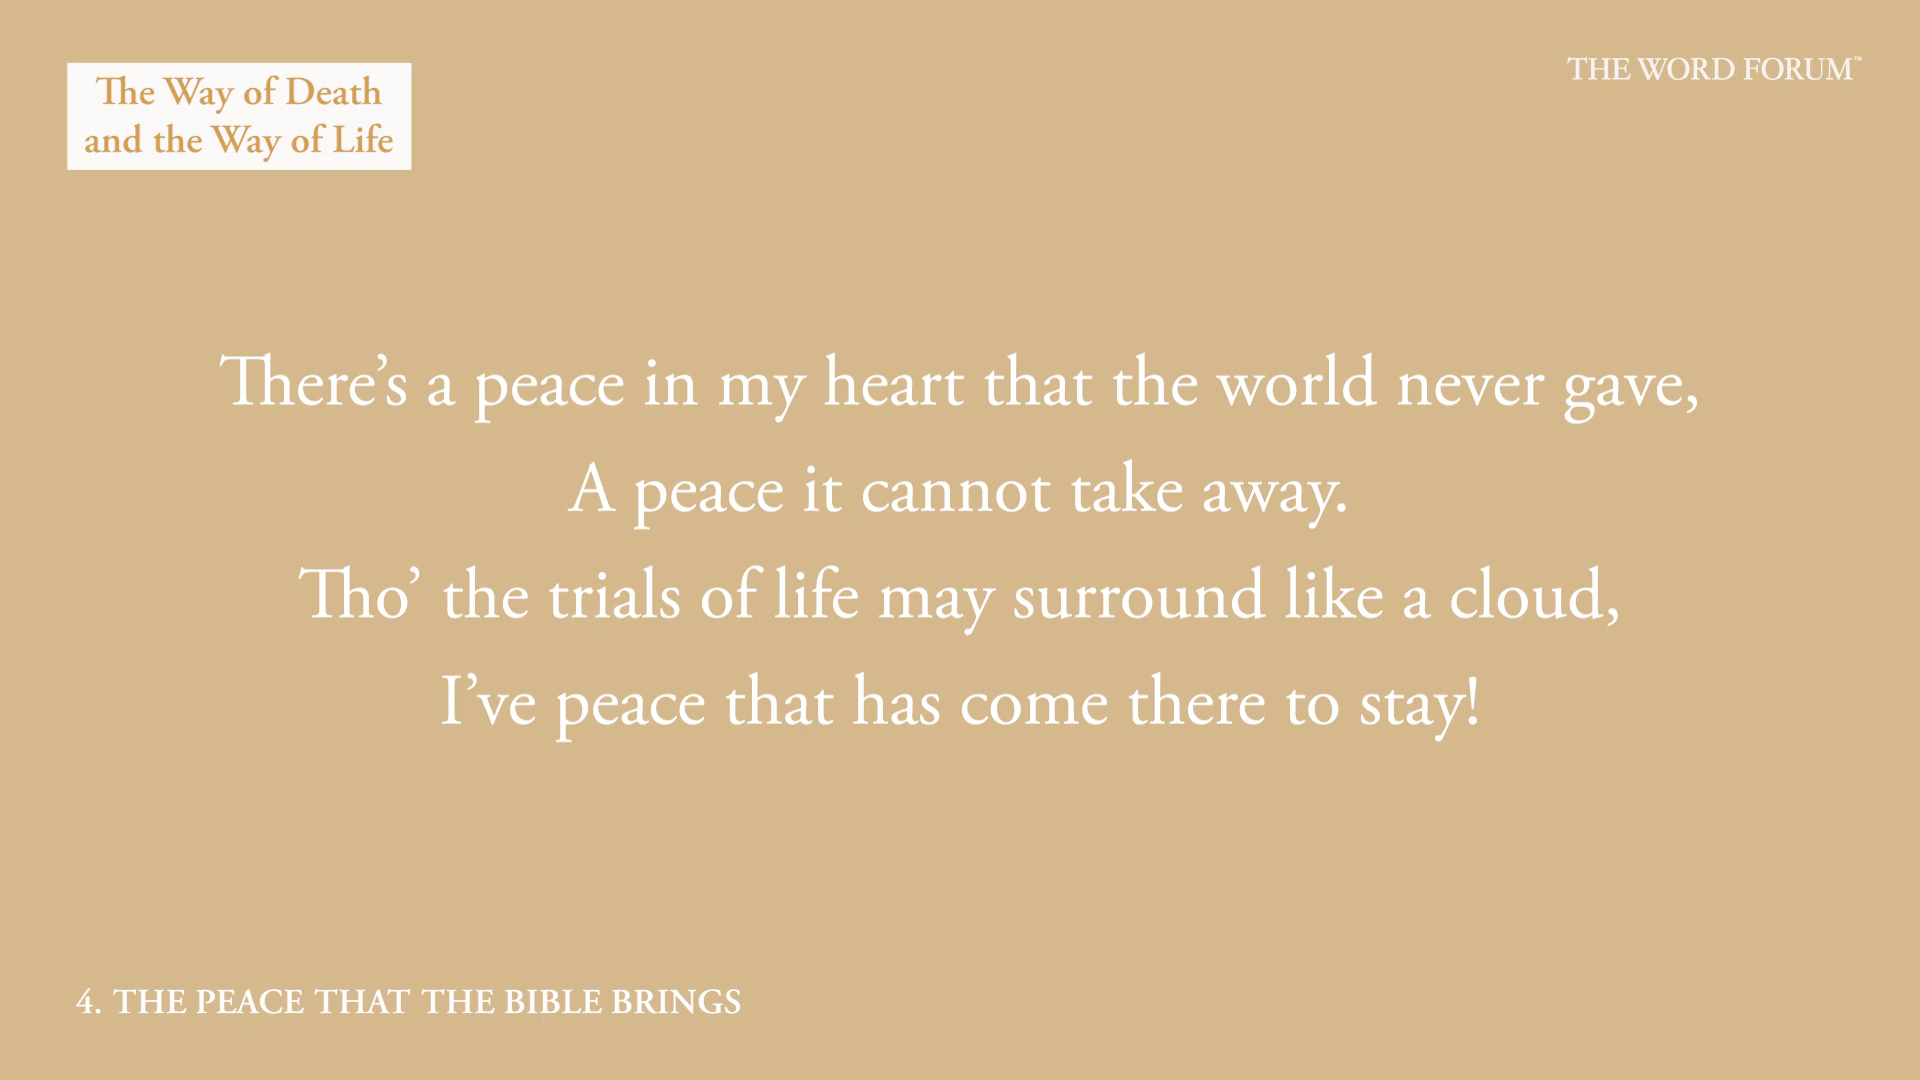 The Way of Death
and the Way of Life
THE WORD FORUM™
There’s a peace in my heart that the world never gave,
A peace it cannot take away.
Tho’ the trials of life may surround like a cloud,
I’ve peace that has come there to stay!
4. THE PEACE THAT THE BIBLE BRINGS